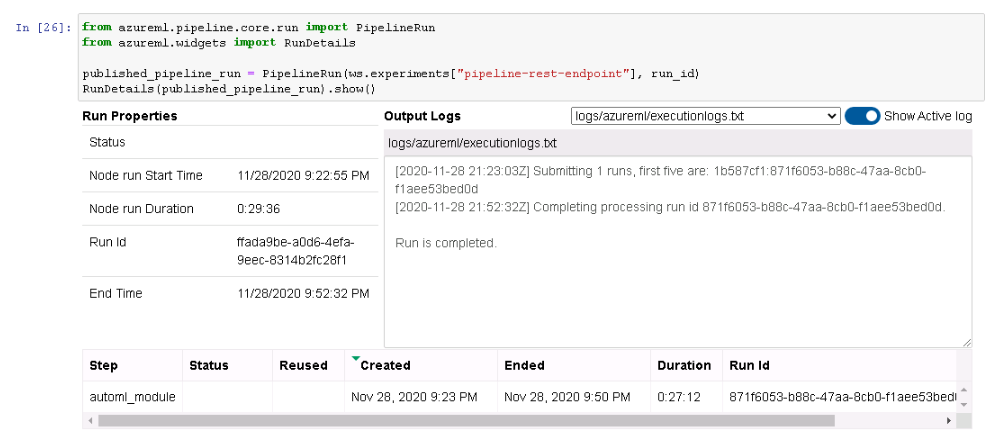 In [26]: from azureml.pipeline.core.run import PipelineRun
from azureml.widgets import RunDetails
published_pipeline_run = PipelineRun(ws.experiments["pipeline-rest-endpoint"], run_id)
RunDetails(published_pipeline_run).show()
Run Properties
Status
Node run Start Time 11/28/2020 9:22:55 PM
Node run Duration 0:29:36
Run Id ffada9be-a0d6-4efa-
9eec-8314b2fc28f1
End Time 11/28/2020 9:52:32 PM
Output Logs logs/azureml/executionlogs.txt Show Active log
logs/azureml/executionlogs.txt
[2020-11-28 21:23:03Z] Submitting 1 runs, first five are: 1b587cf1:871f6053-b88c-47aa-8cb0-
f1aee53bed0d
[2020-11-28 21:52:32Z] Completing processing run id 871f6053-b88c-47aa-8cb0-f1aee53bed0d.
Run is completed.
Step Status Reused Created Ended Duration Run Id
automl_module Nov 28, 2020 9:23 PM Nov 28, 2020 9:50 PM 0:27:12 871f6053-b88c-47aa-8cb0-f1aee53bed